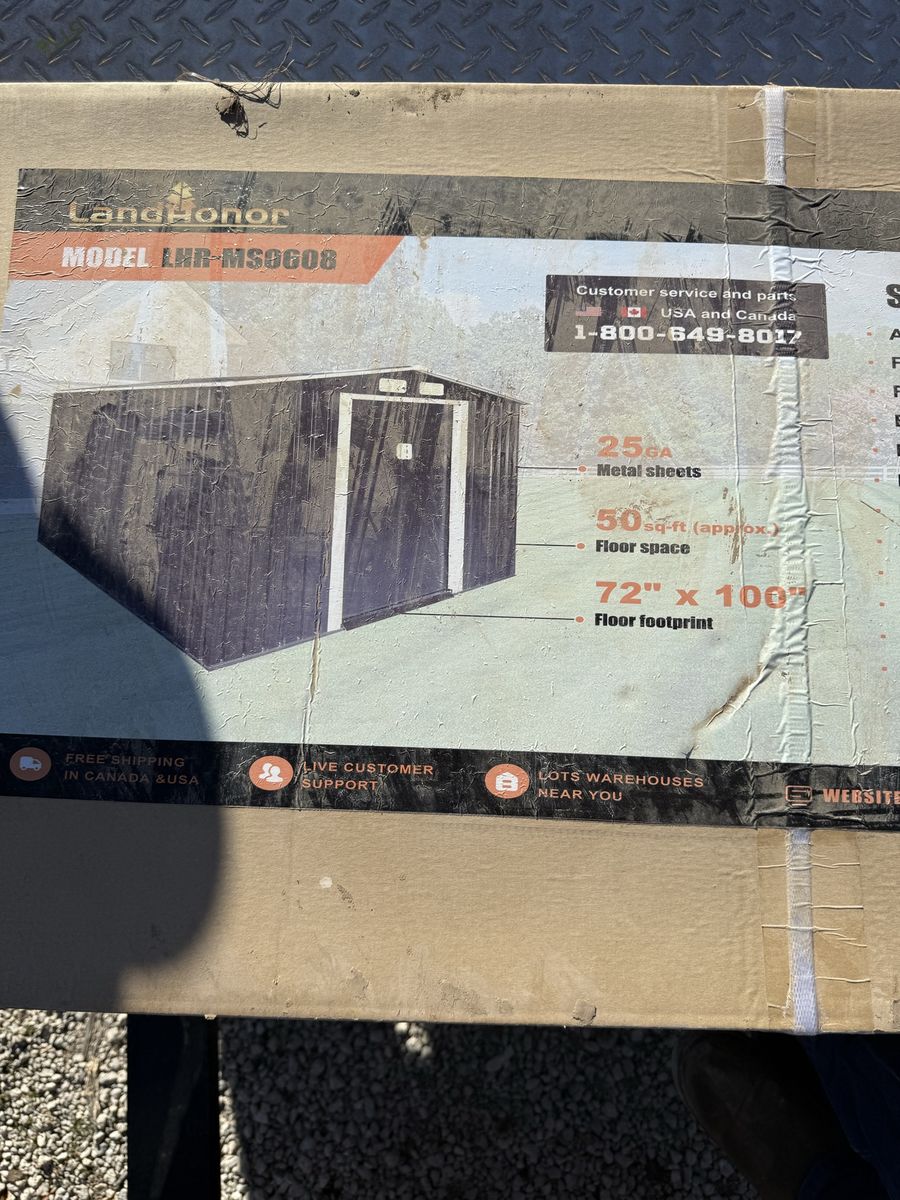 LandHonor
MODEL LHR-MS9608
Customer service and parts
USA and Canada
1-800-649-8017
25GA
Metal sheets
50sq-ft (approx.)
Floor space
72" x 100"
Floor footprint
FREE SHIPPING
IN CANADA &USA
LIVE CUSTOMER
SUPPORT
LOTS WAREHOUSES
NEAR YOU
WEBSITE